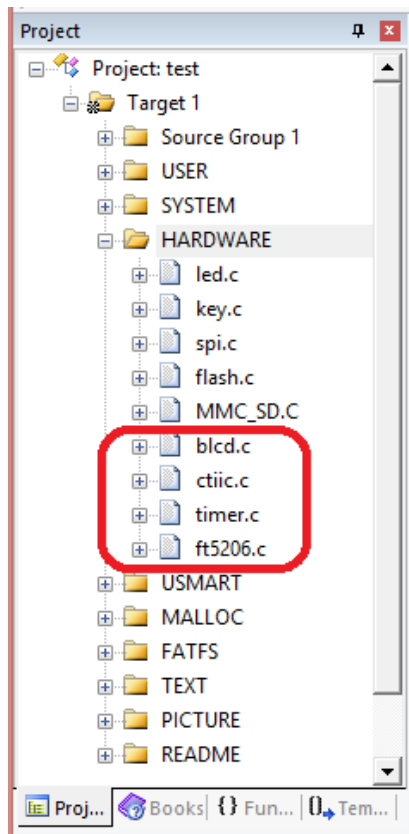 Project
Project: test
Target 1
Source Group 1
USER
SYSTEM
HARDWARE
led.c
key.c
spi.c
flash.c
MMC_SD.C
blcd.c
ctiic.c
timer.c
ft5206.c
USMART
MALLOC
FATFS
TEXT
PICTURE
README
Proj... Books {} Fun... 0 Tem...